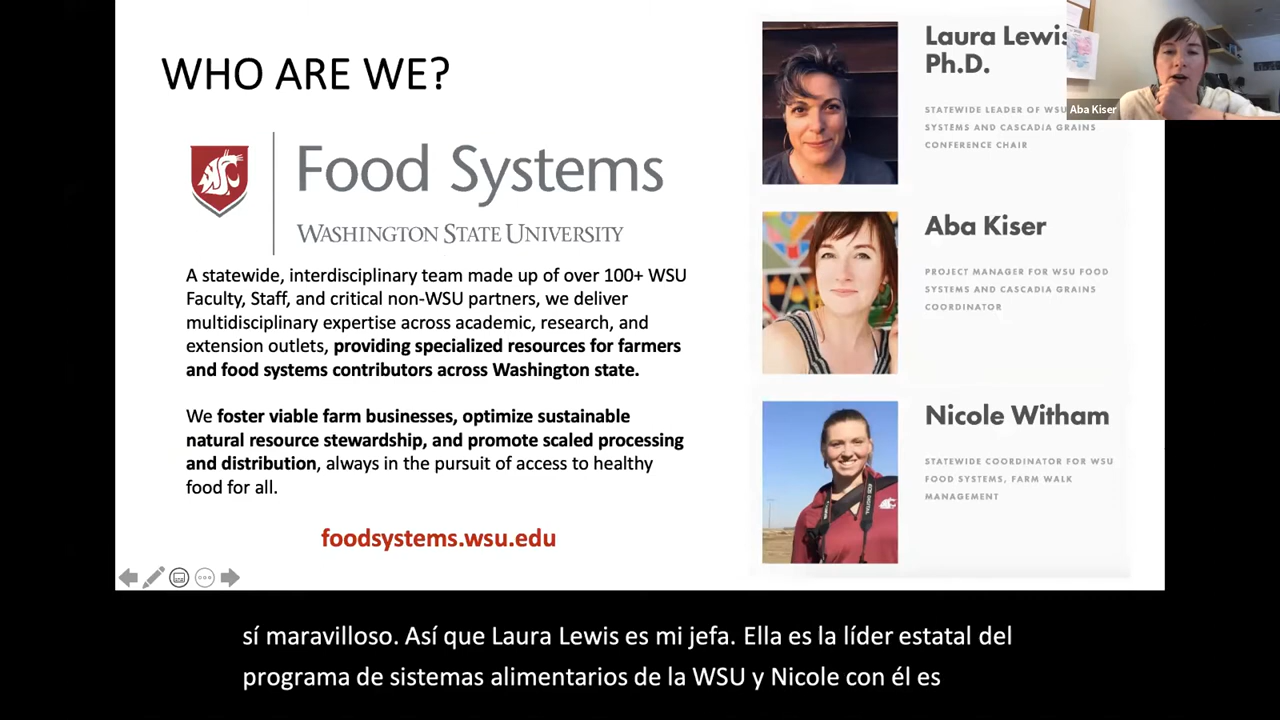 WHO ARE WE?
Food Systems
WASHINGTON STATE UNIVERSITY
A statewide, interdisciplinary team made up of over 100+ WSU
Faculty, Staff, and critical non-WSU partners, we deliver
multidisciplinary expertise across academic, research, and
extension outlets, providing specialized resources for farmers
and food systems contributors across Washington state.
We foster viable farm businesses, optimize sustainable
natural resource stewardship, and promote scaled processing
and distribution, always in the pursuit of access to healthy
food for all.
foodsystems.wsu.edu
Laura Lewis
Ph.D.
STATEWIDE LEADER OF WSU
SYSTEMS AND CASCADIA GRAINS
CONFERENCE CHAIR
Aba Kiser
Aba Kiser
PROJECT MANAGER FOR WSU FOOD
SYSTEMS AND CASCADIA GRAINS
COORDINATOR
Nicole Witham
STATEWIDE COORDINATOR FOR WSU
FOOD SYSTEMS, FARM WALK
MANAGEMENT
sí maravilloso. Así que Laura Lewis es mi jefa. Ella es la líder estatal del
programa de sistemas alimentarios de la WSU y Nicole con él es